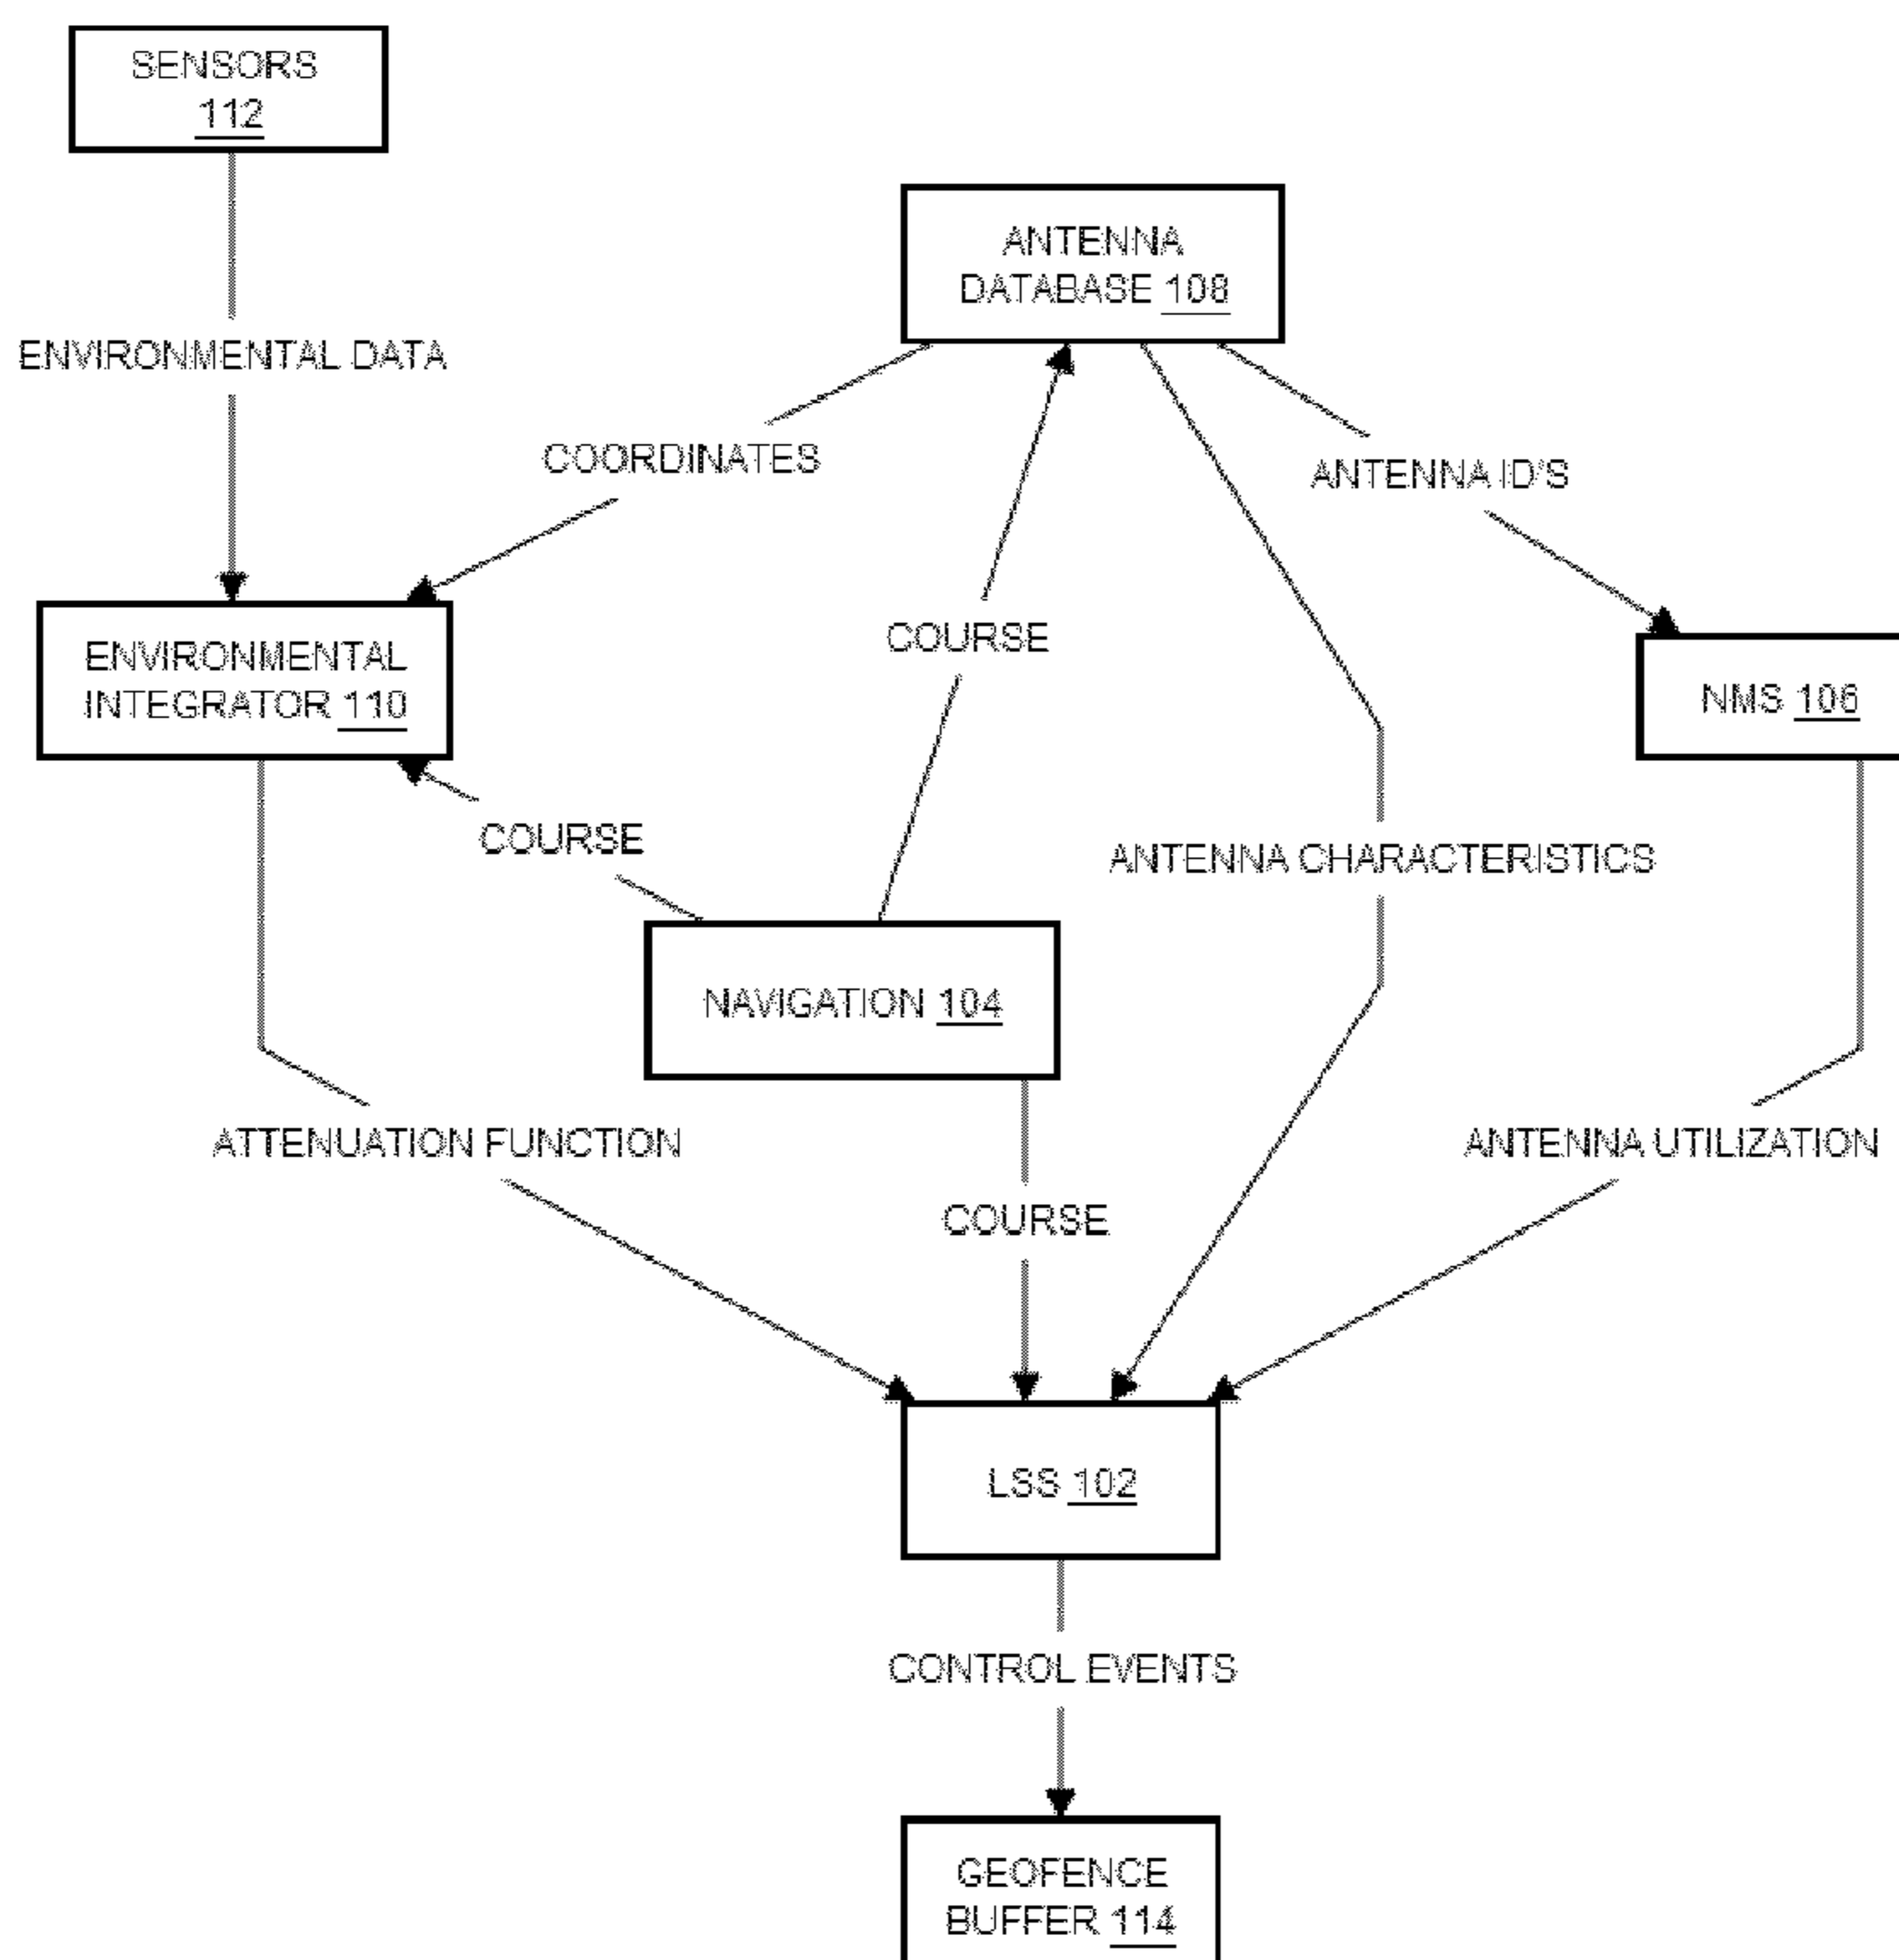 SENSORS
112
ANTENNA
DATABASE 108
ENVIRONMENTAL DATA
COORDINATES
ANTENNA ID'S
COURSE
ENVIRONMENTAL
INTEGRATOR 110
NMS 106
COURSE
ANTENNA CHARACTERISTICS
NAVIGATION 104
ATTENUATION FUNCTION
ANTENNA UTILIZATION
COURSE
LSS 102
CONTROL EVENTS
GEOFENCE
BUFFER 114